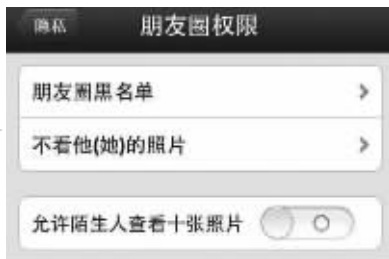 隐私
朋友圈权限
朋友圈黑名单
不看他(她)的照片
允许陌生人查看十张照片